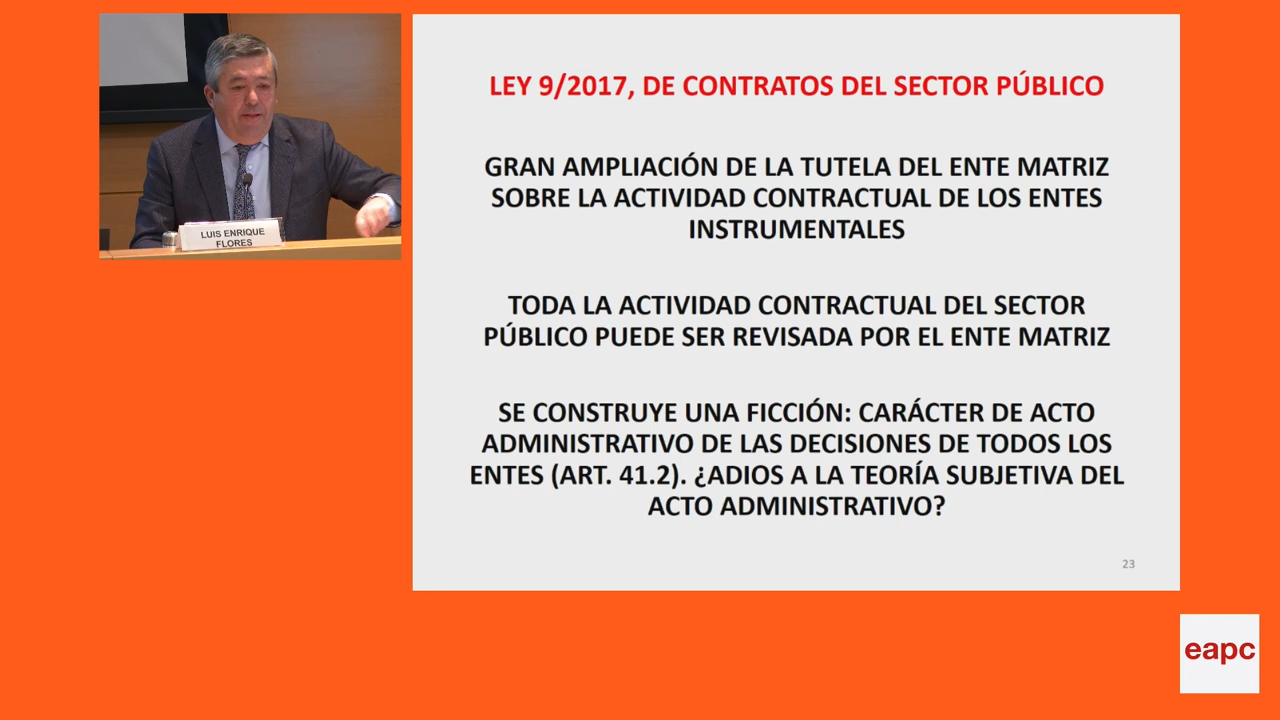 LUIS ENRIQUE
FLORES
LEY 9/2017, DE CONTRATOS DEL SECTOR PÚBLICO
GRAN AMPLIACIÓN DE LA TUTELA DEL ENTE MATRIZ
SOBRE LA ACTIVIDAD CONTRACTUAL DE LOS ENTES
INSTRUMENTALES
TODA LA ACTIVIDAD CONTRACTUAL DEL SECTOR
PÚBLICO PUEDE SER REVISADA POR EL ENTE MATRIZ
SE CONSTRUYE UNA FICCIÓN: CARÁCTER DE ACTO
ADMINISTRATIVO DE LAS DECISIONES DE TODOS LOS
ENTES (ART. 41.2). ¿ADIOS A LA TEORÍA SUBJETIVA DEL
ACTO ADMINISTRATIVO?
23
eapc